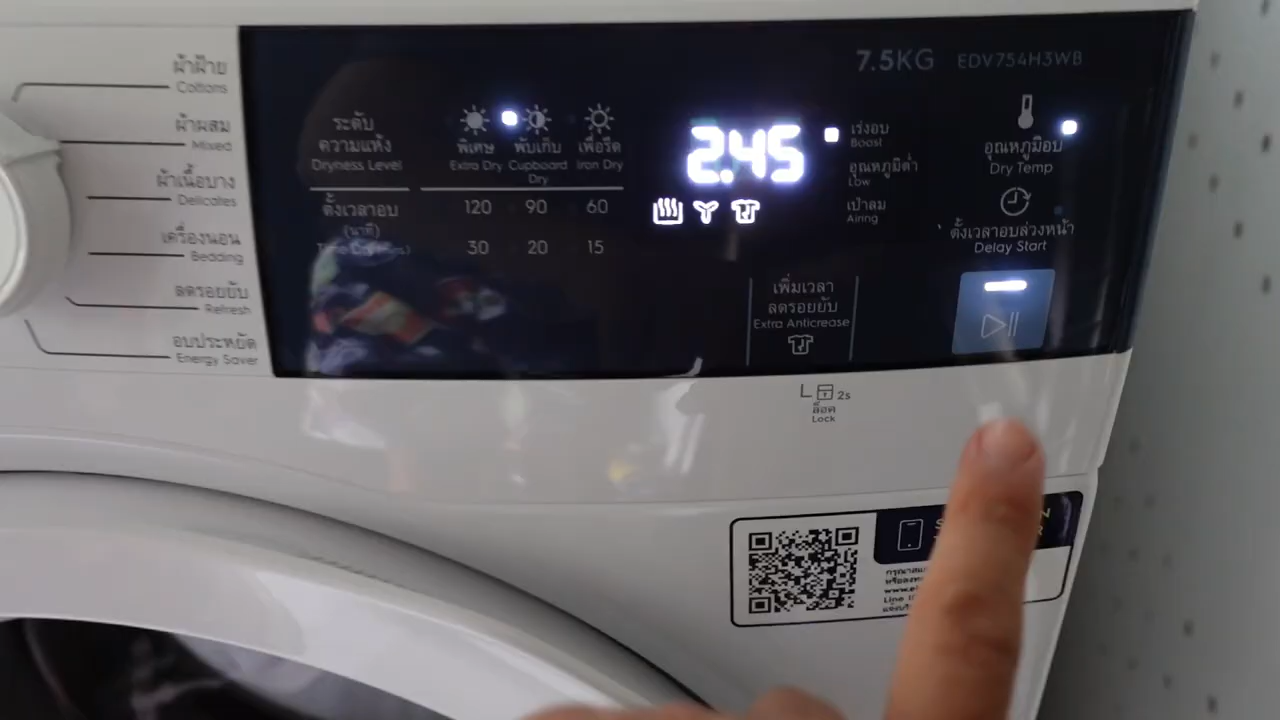 ผ้าฝ้าย
Cottons
ผ้าผสม
Mixed
ผ้าเนื้อบาง
Delicates
เครื่องนอน
Bedding
ลดรอยยับ
Refresh
อบประหยัด
Energy Saver
7.5KG EDV754H3WB
ระดับ
ความแห้ง
Dryness Level
พิเศษ พับเก็บ เพื่อรีด
Extra Dry Cupboard Dry Iron Dry
ตั้งเวลาอบ
(นาที)
120 90 60
30 20 15
2.45
เร่งอบ
Boost
อุณหภูมิต่ำ
Low
เป่าลม
Airing
อุณหภูมิอบ
Dry Temp
ตั้งเวลาอบล่วงหน้า
Delay Start
เพิ่มเวลา
ลดรอยยับ
Extra Anticrease
2s
ล็อค
Lock